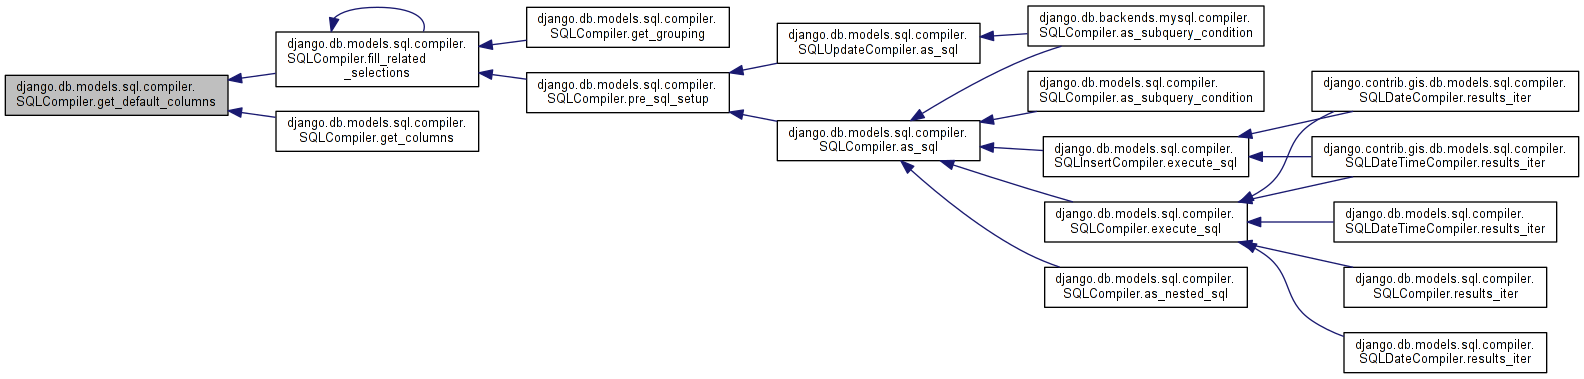 django.db.models.sql.compiler.
SQLCompiler.get_default_columns
django.db.models.sql.compiler.
SQLCompiler.fill_related
_selections
django.db.models.sql.compiler.
SQLCompiler.get_columns
django.db.models.sql.compiler.
SQLCompiler.get_grouping
django.db.models.sql.compiler.
SQLCompiler.pre_sql_setup
django.db.models.sql.compiler.
SQLUpdateCompiler.as_sql
django.db.models.sql.compiler.
SQLCompiler.as_sql
django.db.backends.mysql.compiler.
SQLCompiler.as_subquery_condition
django.db.models.sql.compiler.
SQLCompiler.as_subquery_condition
django.db.models.sql.compiler.
SQLInsertCompiler.execute_sql
django.db.models.sql.compiler.
SQLCompiler.execute_sql
django.db.models.sql.compiler.
SQLCompiler.as_nested_sql
django.contrib.gis.db.models.sql.compiler.
SQLDateCompiler.results_iter
django.contrib.gis.db.models.sql.compiler.
SQLDateTimeCompiler.results_iter
django.db.models.sql.compiler.
SQLDateTimeCompiler.results_iter
django.db.models.sql.compiler.
SQLCompiler.results_iter
django.db.models.sql.compiler.
SQLDateCompiler.results_iter